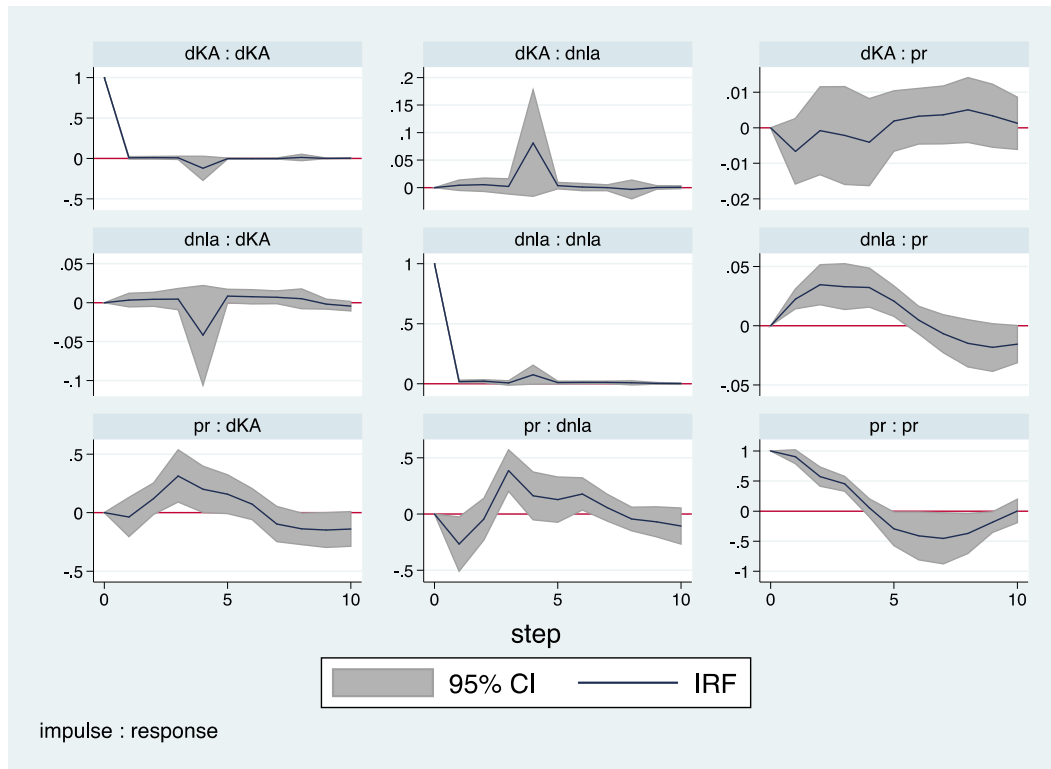 dKA : dKA
1
.5
0
-.5
dKA : dnla
.2
.15
.1
.05
0
dKA : pr
.01
0
-.01
-.02
dnla : dKA
.05
0
-.05
-.1
dnla : dnla
1
.5
0
dnla : pr
.05
0
-.05
pr : dKA
.5
0
-.5
0 5 10
pr : dnla
.5
0
-.5
0 5 10
pr : pr
1
.5
0
-.5
-1
0 5 10
step
95% CI IRF
impulse : response